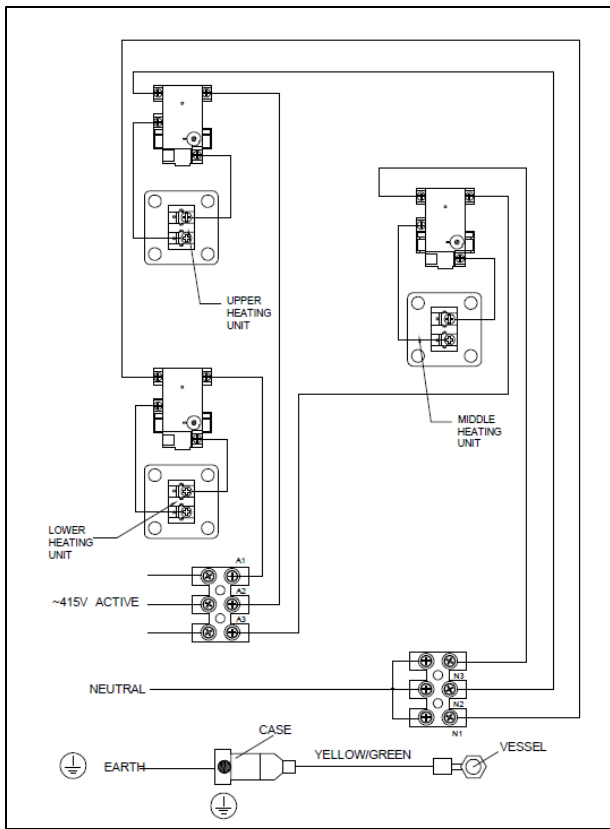 UPPER
HEATING
UNIT
MIDDLE
HEATING
UNIT
LOWER
HEATING
UNIT
A1
~415V ACTIVE
A2
A3
NEUTRAL
N3
N2
N1
CASE
EARTH
YELLOW/GREEN
VESSEL